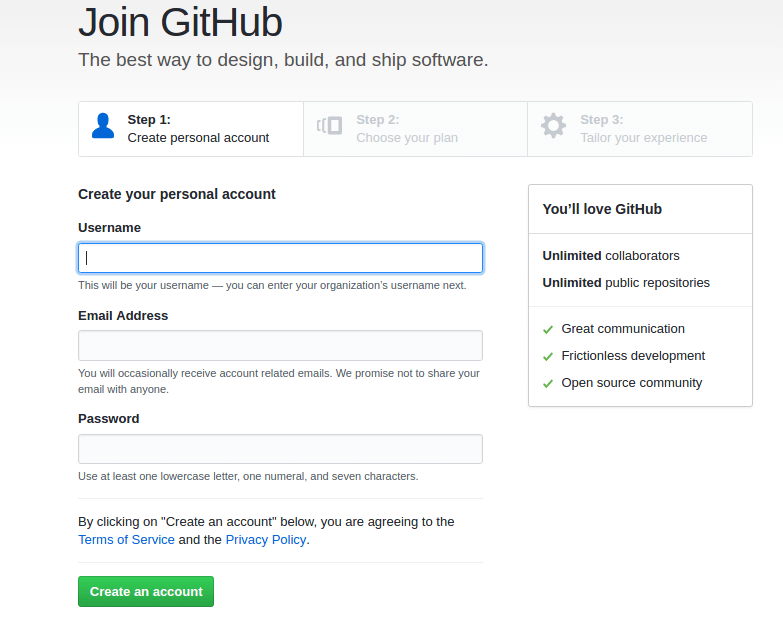 Join GitHub
The best way to design, build, and ship software.
Step 1:
Create personal account
Step 2:
Choose your plan
Step 3:
Tailor your experience
Create your personal account
Username
This will be your username — you can enter your organization’s username next.
Email Address
You will occasionally receive account related emails. We promise not to share your
email with anyone.
Password
Use at least one lowercase letter, one numeral, and seven characters.
By clicking on "Create an account" below, you are agreeing to the
Terms of Service and the Privacy Policy.
Create an account
You’ll love GitHub
Unlimited collaborators
Unlimited public repositories
Great communication
Frictionless development
Open source community